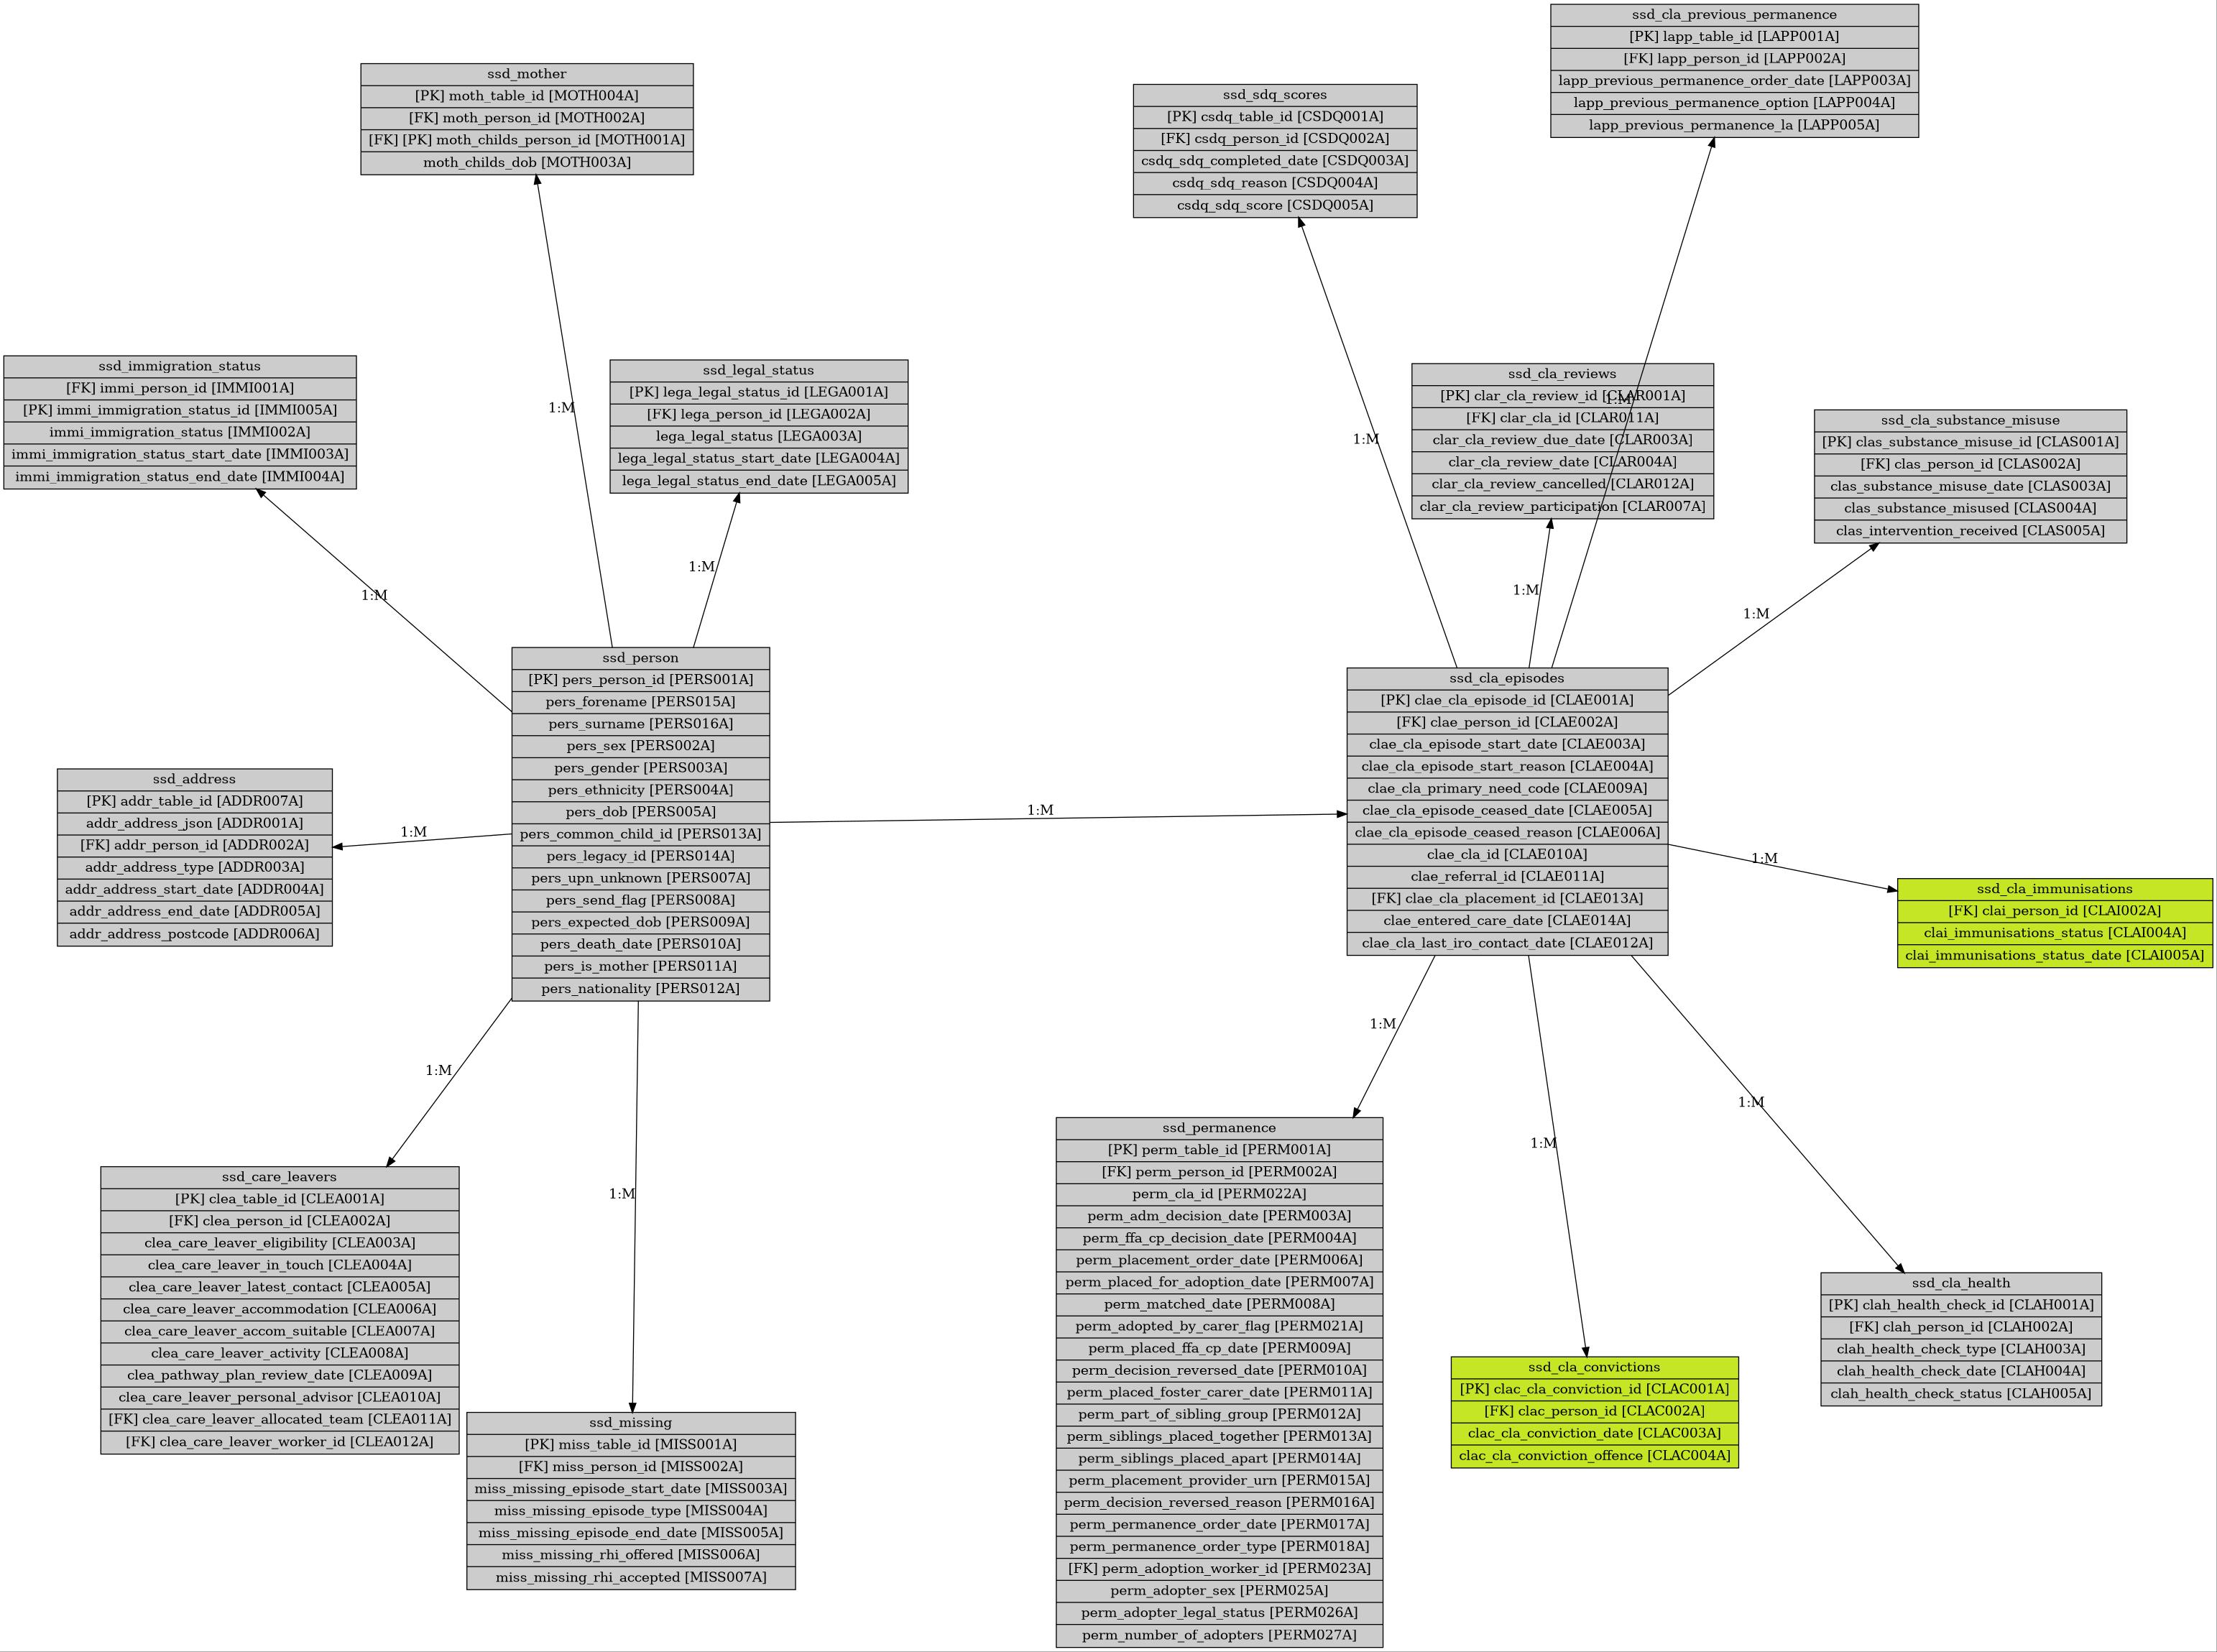 ssd_cla_previous_permanence
[PK] lapp_table_id [LAPP001A]
[FK] lapp_person_id [LAPP002A]
lapp_previous_permanence_order_date [LAPP003A]
lapp_previous_permanence_option [LAPP004A]
lapp_previous_permanence_la [LAPP005A]
ssd_mother
[PK] moth_table_id [MOTH004A]
[FK] moth_person_id [MOTH002A]
[FK] [PK] moth_childs_person_id [MOTH001A]
moth_childs_dob [MOTH003A]
ssd_sdq_scores
[PK] csdq_table_id [CSDQ001A]
[FK] csdq_person_id [CSDQ002A]
csdq_sdq_completed_date [CSDQ003A]
csdq_sdq_reason [CSDQ004A]
csdq_sdq_score [CSDQ005A]
ssd_immigration_status
[FK] immi_person_id [IMMI001A]
[PK] immi_immigration_status_id [IMMI005A]
immi_immigration_status [IMMI002A]
immi_immigration_status_start_date [IMMI003A]
immi_immigration_status_end_date [IMMI004A]
1:M
ssd_legal_status
[PK] lega_legal_status_id [LEGA001A]
[FK] lega_person_id [LEGA002A]
lega_legal_status [LEGA003A]
lega_legal_status_start_date [LEGA004A]
lega_legal_status_end_date [LEGA005A]
1:M
ssd_cla_reviews
[PK] clar_cla_review_id [CLAR001A]
1:M
[FK] clar_cla_id [CLAR011A]
clar_cla_review_due_date [CLAR003A]
clar_cla_review_date [CLAR004A]
clar_cla_review_cancelled [CLAR012A]
clar_cla_review_participation [CLAR007A]
ssd_cla_substance_misuse
[PK] clas_substance_misuse_id [CLAS001A]
[FK] clas_person_id [CLAS002A]
clas_substance_misuse_date [CLAS003A]
clas_substance_misused [CLAS004A]
clas_intervention_received [CLAS005A]
1:M
1:M
1:M
1:M
ssd_person
[PK] pers_person_id [PERS001A]
pers_forename [PERS015A]
pers_surname [PERS016A]
pers_sex [PERS002A]
pers_gender [PERS003A]
pers_ethnicity [PERS004A]
pers_dob [PERS005A]
pers_common_child_id [PERS013A]
pers_legacy_id [PERS014A]
pers_upn_unknown [PERS007A]
pers_send_flag [PERS008A]
pers_expected_dob [PERS009A]
pers_death_date [PERS010A]
pers_is_mother [PERS011A]
pers_nationality [PERS012A]
ssd_cla_episodes
[PK] clae_cla_episode_id [CLAE001A]
[FK] clae_person_id [CLAE002A]
clae_cla_episode_start_date [CLAE003A]
clae_cla_episode_start_reason [CLAE004A]
clae_cla_primary_need_code [CLAE009A]
clae_cla_episode_ceased_date [CLAE005A]
clae_cla_episode_ceased_reason [CLAE006A]
clae_cla_id [CLAE010A]
clae_referral_id [CLAE011A]
[FK] clae_cla_placement_id [CLAE013A]
clae_entered_care_date [CLAE014A]
clae_cla_last_iro_contact_date [CLAE012A]
ssd_address
[PK] addr_table_id [ADDR007A]
addr_address_json [ADDR001A]
[FK] addr_person_id [ADDR002A]
addr_address_type [ADDR003A]
addr_address_start_date [ADDR004A]
addr_address_end_date [ADDR005A]
addr_address_postcode [ADDR006A]
1:M
1:M
1:M
ssd_cla_immunisations
[FK] clai_person_id [CLAI002A]
clai_immunisations_status [CLAI004A]
clai_immunisations_status_date [CLAI005A]
1:M
1:M
1:M
1:M
1:M
ssd_permanence
[PK] perm_table_id [PERM001A]
[FK] perm_person_id [PERM002A]
perm_cla_id [PERM022A]
perm_adm_decision_date [PERM003A]
perm_ffa_cp_decision_date [PERM004A]
perm_placement_order_date [PERM006A]
perm_placed_for_adoption_date [PERM007A]
perm_matched_date [PERM008A]
perm_adopted_by_carer_flag [PERM021A]
perm_placed_ffa_cp_date [PERM009A]
perm_decision_reversed_date [PERM010A]
perm_placed_foster_carer_date [PERM011A]
perm_part_of_sibling_group [PERM012A]
perm_siblings_placed_together [PERM013A]
perm_siblings_placed_apart [PERM014A]
perm_placement_provider_urn [PERM015A]
perm_decision_reversed_reason [PERM016A]
perm_permanence_order_date [PERM017A]
perm_permanence_order_type [PERM018A]
[FK] perm_adoption_worker_id [PERM023A]
perm_adopter_sex [PERM025A]
perm_adopter_legal_status [PERM026A]
perm_number_of_adopters [PERM027A]
ssd_care_leavers
[PK] clea_table_id [CLEA001A]
[FK] clea_person_id [CLEA002A]
clea_care_leaver_eligibility [CLEA003A]
clea_care_leaver_in_touch [CLEA004A]
clea_care_leaver_latest_contact [CLEA005A]
clea_care_leaver_accommodation [CLEA006A]
clea_care_leaver_accom_suitable [CLEA007A]
clea_care_leaver_activity [CLEA008A]
clea_pathway_plan_review_date [CLEA009A]
clea_care_leaver_personal_advisor [CLEA010A]
[FK] clea_care_leaver_allocated_team [CLEA011A]
[FK] clea_care_leaver_worker_id [CLEA012A]
ssd_cla_health
[PK] clah_health_check_id [CLAH001A]
[FK] clah_person_id [CLAH002A]
clah_health_check_type [CLAH003A]
clah_health_check_date [CLAH004A]
clah_health_check_status [CLAH005A]
ssd_cla_convictions
[PK] clac_cla_conviction_id [CLAC001A]
[FK] clac_person_id [CLAC002A]
clac_cla_conviction_date [CLAC003A]
clac_cla_conviction_offence [CLAC004A]
ssd_missing
[PK] miss_table_id [MISS001A]
[FK] miss_person_id [MISS002A]
miss_missing_episode_start_date [MISS003A]
miss_missing_episode_type [MISS004A]
miss_missing_episode_end_date [MISS005A]
miss_missing_rhi_offered [MISS006A]
miss_missing_rhi_accepted [MISS007A]